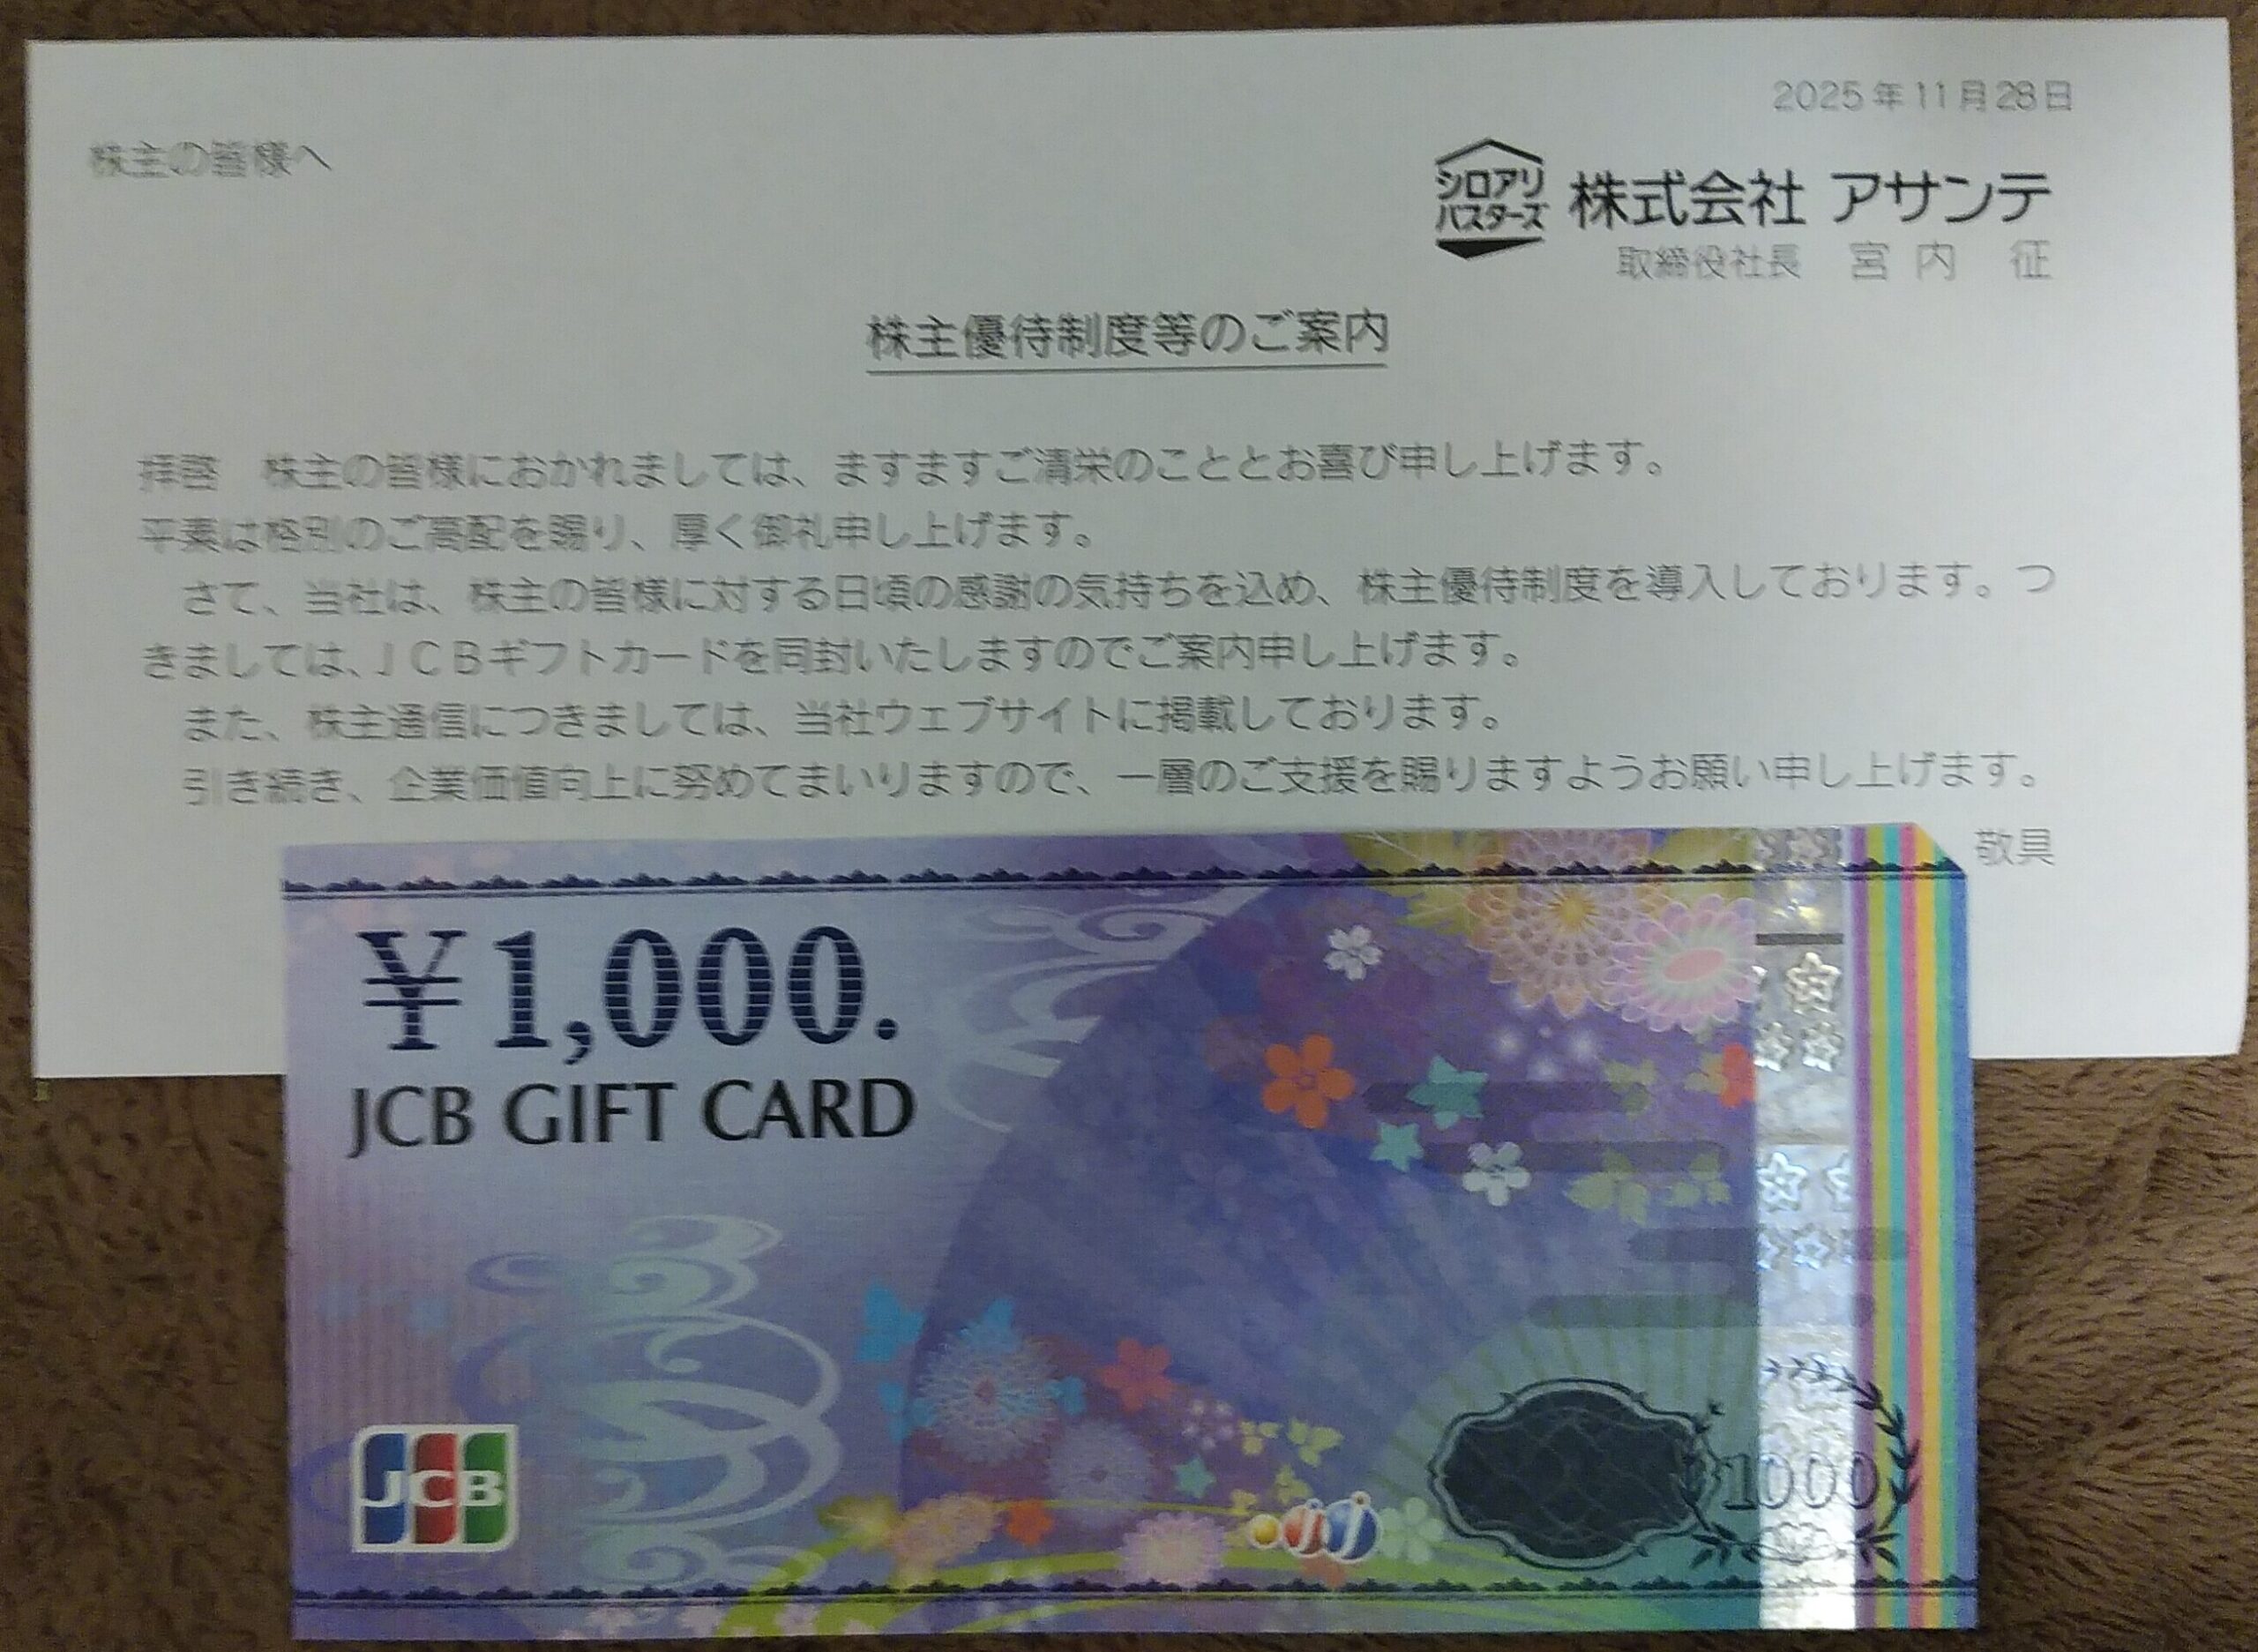 2025年11月28日
株主の皆様へ
シロアリ
バスターズ
株式会社 アサンテ
取締役社長 宮内 征
株主優待制度等のご案内
拝啓 株主の皆様におかれましては、ますますご清栄のこととお喜び申し上げます。
平素は格別のご高配を賜り、厚く御礼申し上げます。
さて、当社は、株主の皆様に対する日頃の感謝の気持ちを込め、株主優待制度を導入しております。つ
きましては、JCBギフトカードを同封いたしますのでご案内申し上げます。
また、株主通信につきましては、当社ウェブサイトに掲載しております。
引き続き、企業価値向上に努めてまいりますので、一層のご支援を賜りますようお願い申し上げます。
敬具
¥1,000.
JCB GIFT CARD
JCB
¥1000